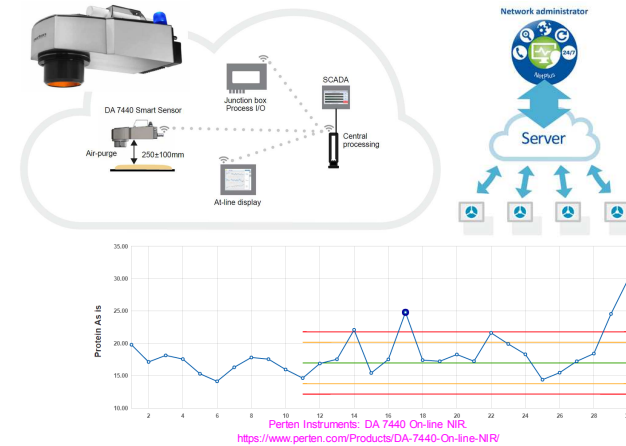 Network administrator
24/7
NetPlus
Server
SCADA
Junction box
Process I/O
DA 7440 Smart Sensor
Central
processing
Air-purge
250±100mm
At-line display
35.00
30.00
25.00
20.00
15.00
10.00
Protein As is
2 4 6 8 10 12 14 16 18 20 22 24 26 28
Perten Instruments: DA 7440 On-line NIR.
https://www.perten.com/Products/DA-7440-On-line-NIR/